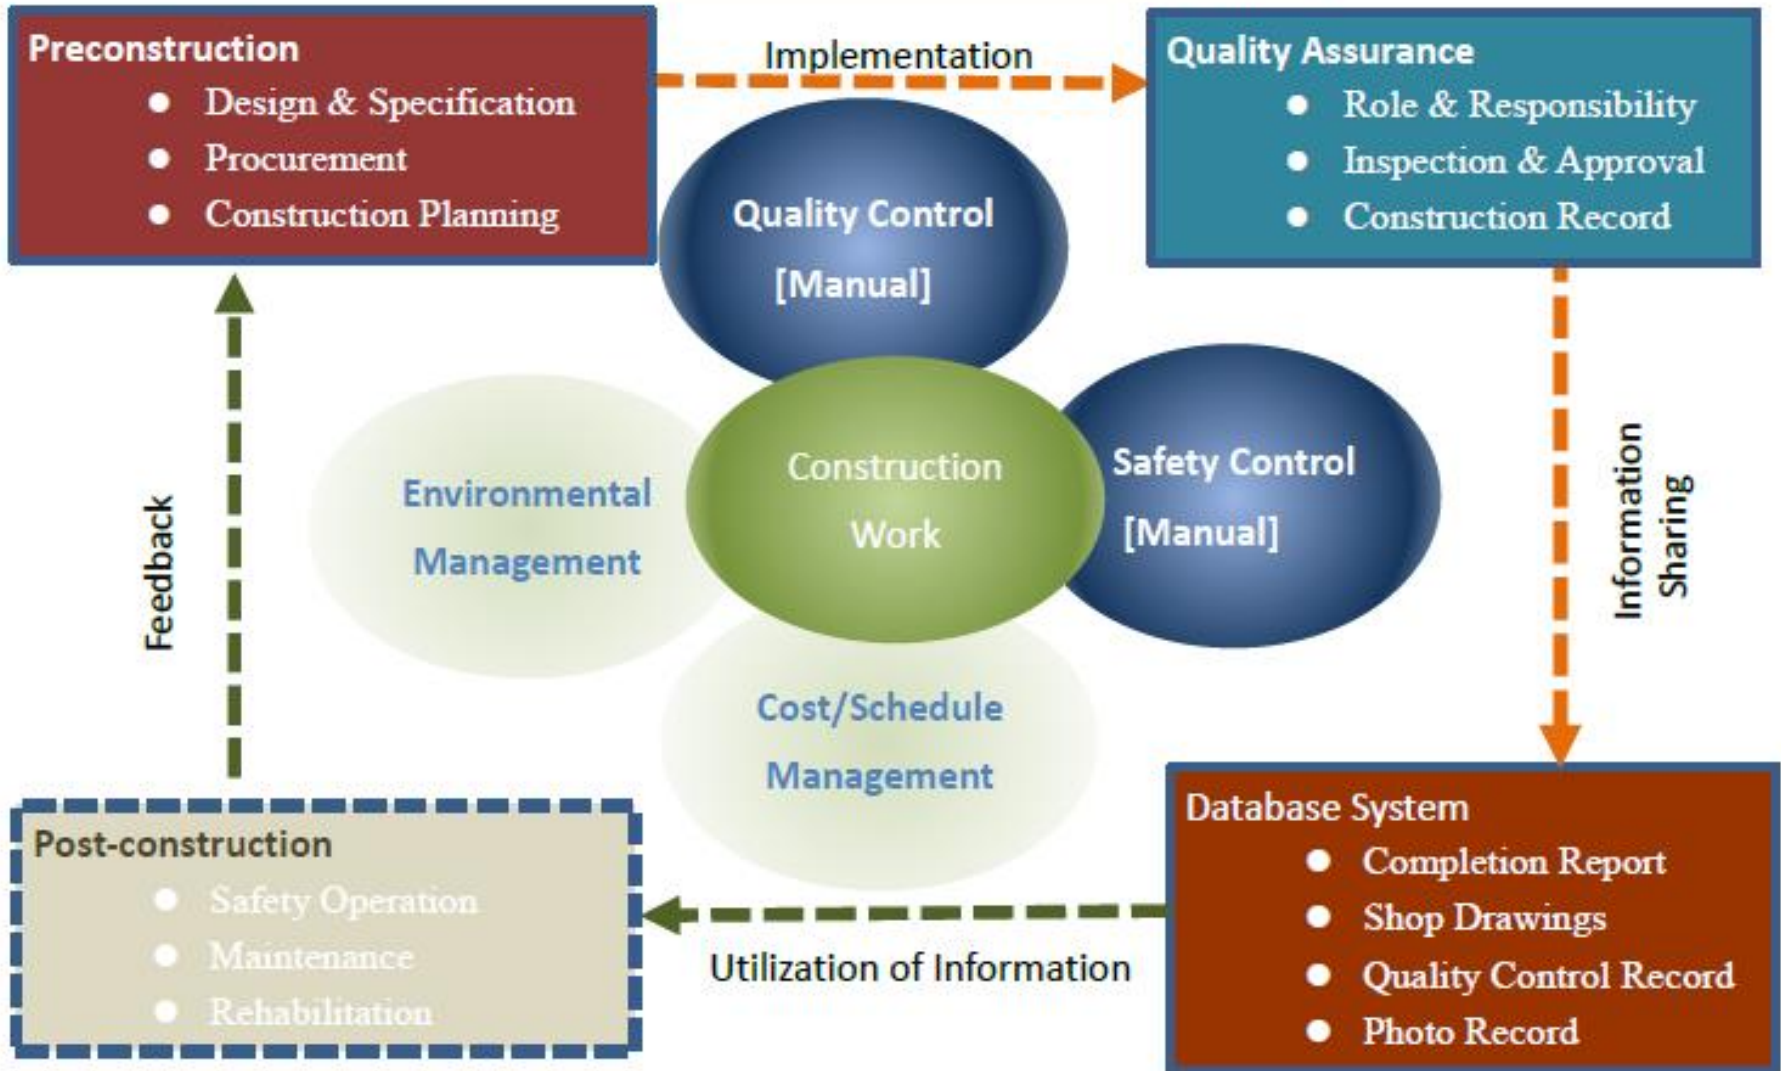 Preconstruction
● Design & Specification
● Procurement
● Construction Planning
Implementation
Quality Assurance
● Role & Responsibility
● Inspection & Approval
● Construction Record
Quality Control
[Manual]
Construction
Work
Safety Control
[Manual]
Environmental
Management
Cost/Schedule
Management
Feedback
Information
Sharing
Post-construction
● Safety Operation
● Maintenance
● Rehabilitation
Utilization of Information
Database System
● Completion Report
● Shop Drawings
● Quality Control Record
● Photo Record